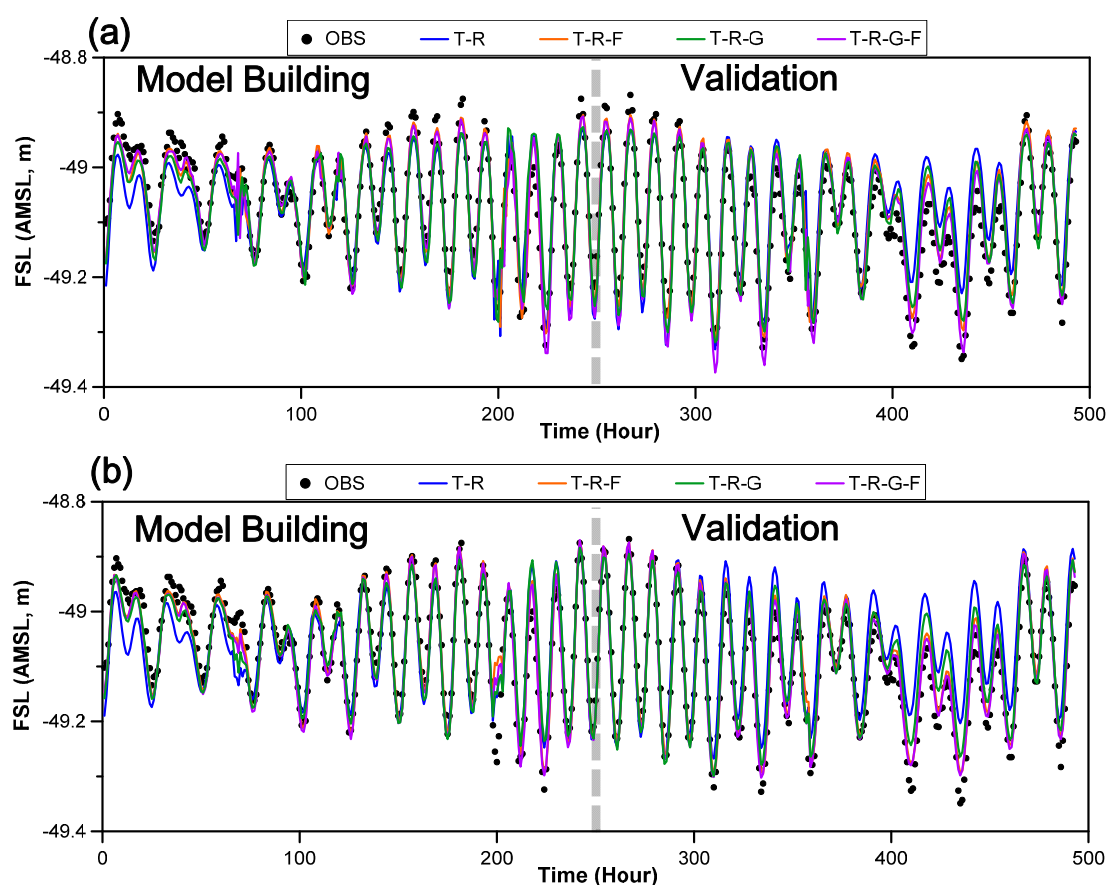 (a)
OBS T-R T-R-F T-R-G T-R-G-F
Model Building Validation
FSL (AMSL, m)
-48.8
-49
-49.2
-49.4
0 100 200 300 400 500
Time (Hour)
(b)
OBS T-R T-R-F T-R-G T-R-G-F
Model Building Validation
FSL (AMSL, m)
-48.8
-49
-49.2
-49.4
0 100 200 300 400 500
Time (Hour)